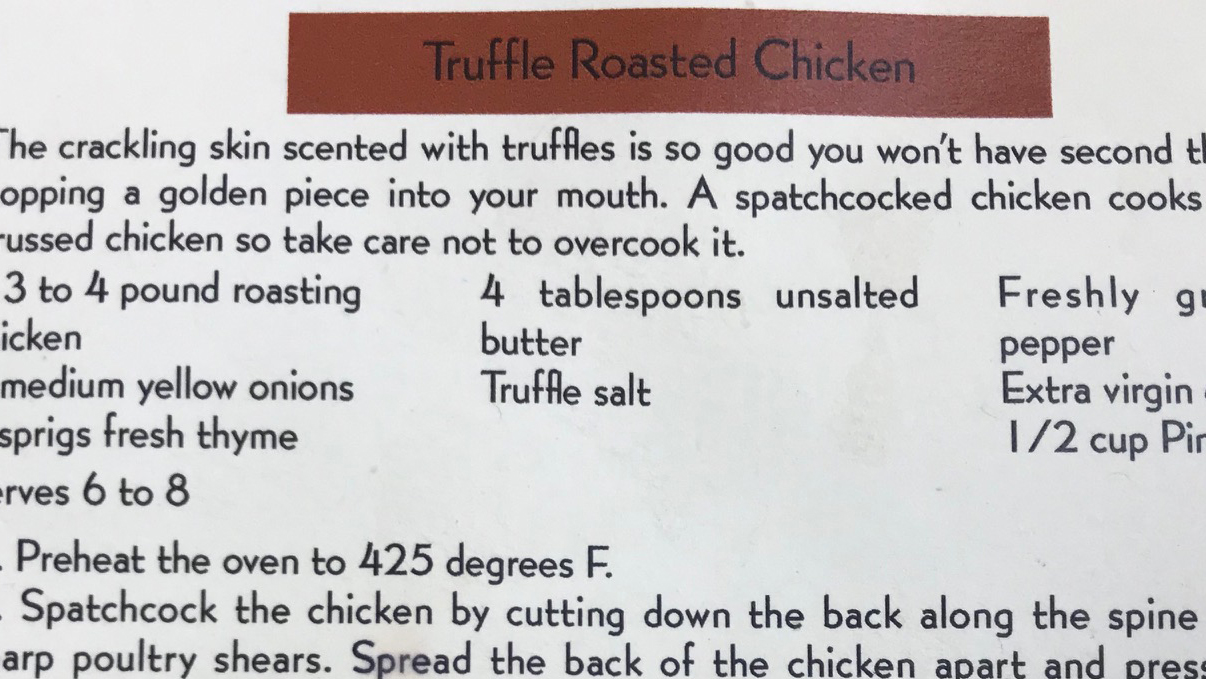 Truffle Roasted Chicken
The crackling skin scented with truffles is so good you won't have second
opping a golden piece into your mouth. A spatchcocked chicken cooks
russed chicken so take care not to overcook it.
3 to 4 pound roasting
icken
medium yellow onions
sprigs fresh thyme
4 tablespoons unsalted
butter
Truffle salt
Freshly
pepper
Extra virgin
1/2 cup
erves 6 to 8
. Preheat the oven to 425 degrees F.
. Spatchcock the chicken by cutting down the back along the spine
arp poultry shears. Spread the back of the chicken apart and press